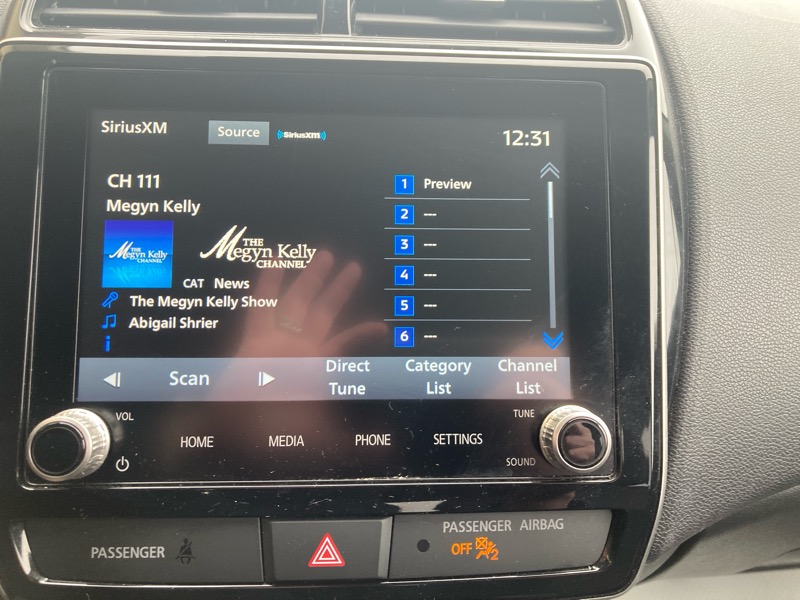 SiriusXM
Source
SiriusXM
12:31
CH 111
Megyn Kelly
THE
Megyn Kelly
CHANNEL
THE
Megyn Kelly
CHANNEL
CAT News
The Megyn Kelly Show
Abigail Shrier
1 Preview
2 ---
3 ---
4 ---
5 ---
6 ---
Scan
Direct
Tune
Category
List
Channel
List
VOL
HOME
MEDIA
PHONE
SETTINGS
TUNE
SOUND
PASSENGER
PASSENGER AIRBAG
OFF 2